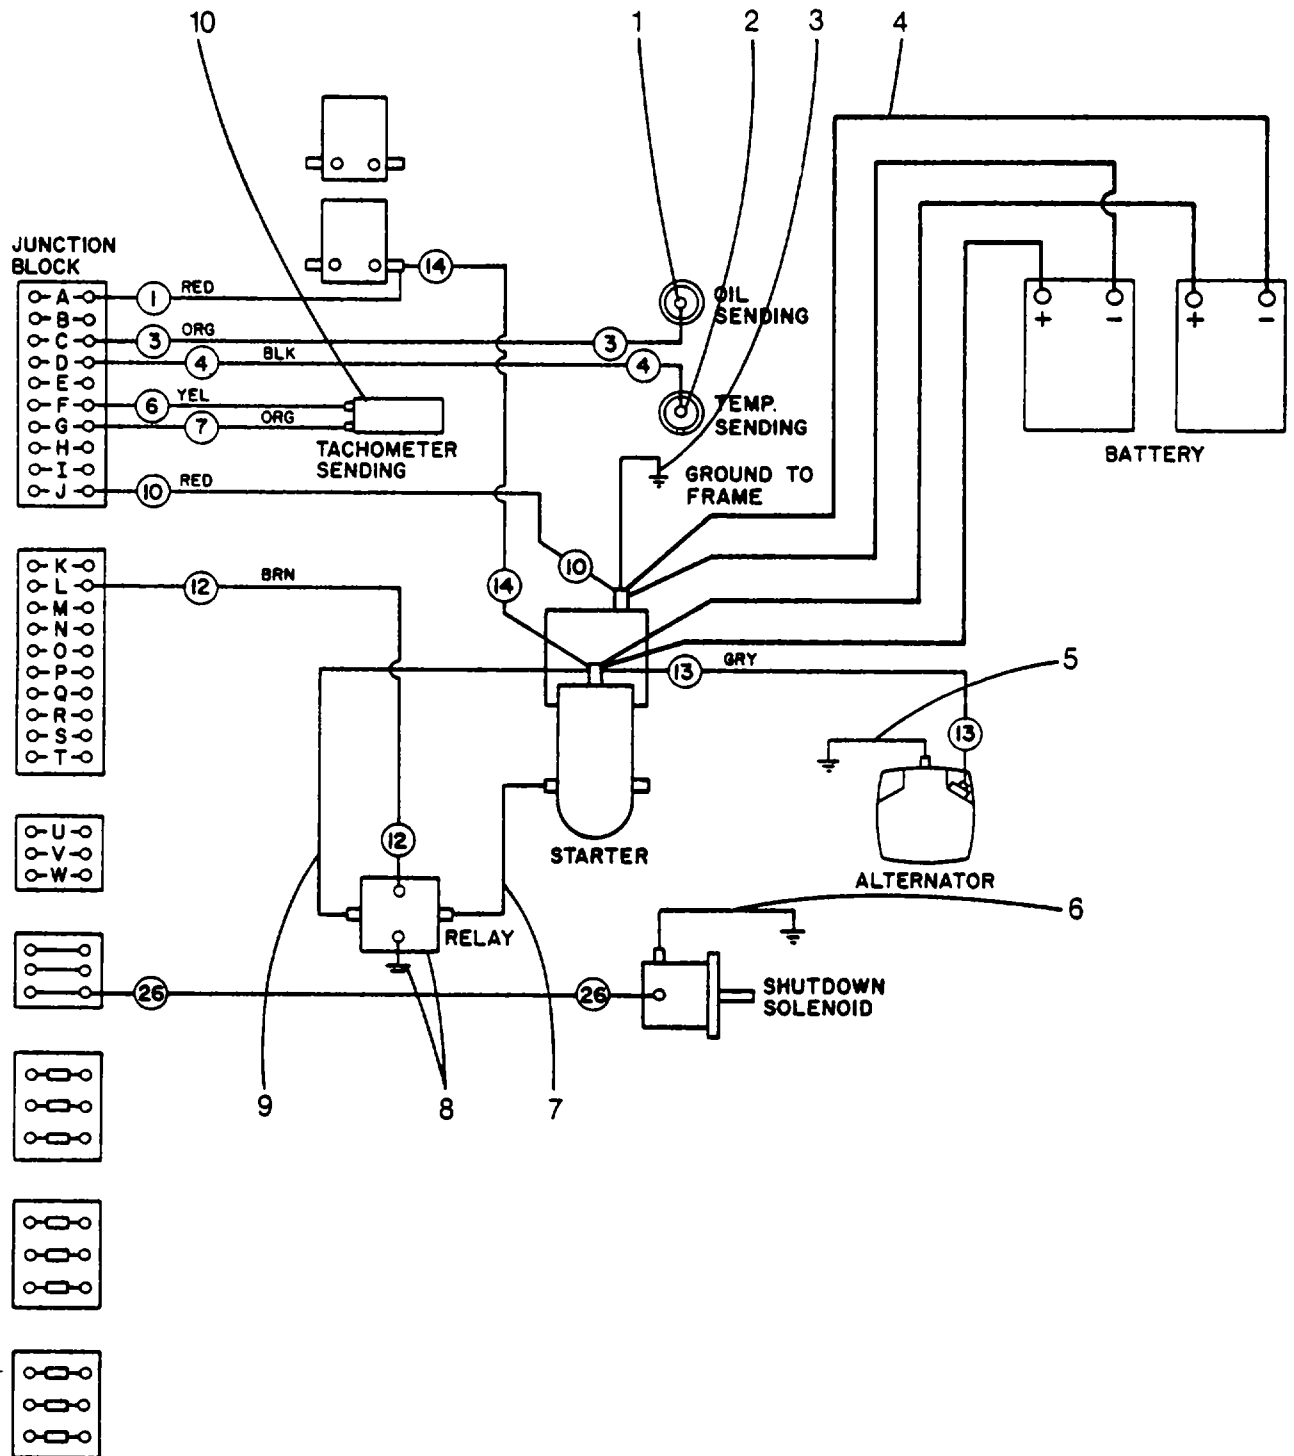 10
1
2
3
4
JUNCTION
BLOCK
14
A
1
RED
OIL
SENDING
B
C
3
ORG
3
D
4
BLK
4
+
-
+
-
E
F
6
YEL
TEMP.
SENDING
G
7
ORG
H
TACHOMETER
SENDING
BATTERY
I
J
10
RED
GROUND TO
FRAME
K
10
L
12
BRN
14
M
N
O
P
13
GRY
5
Q
R
S
13
T
U
12
V
STARTER
W
ALTERNATOR
6
RELAY
26
26
SHUTDOWN
SOLENOID
9
8
7